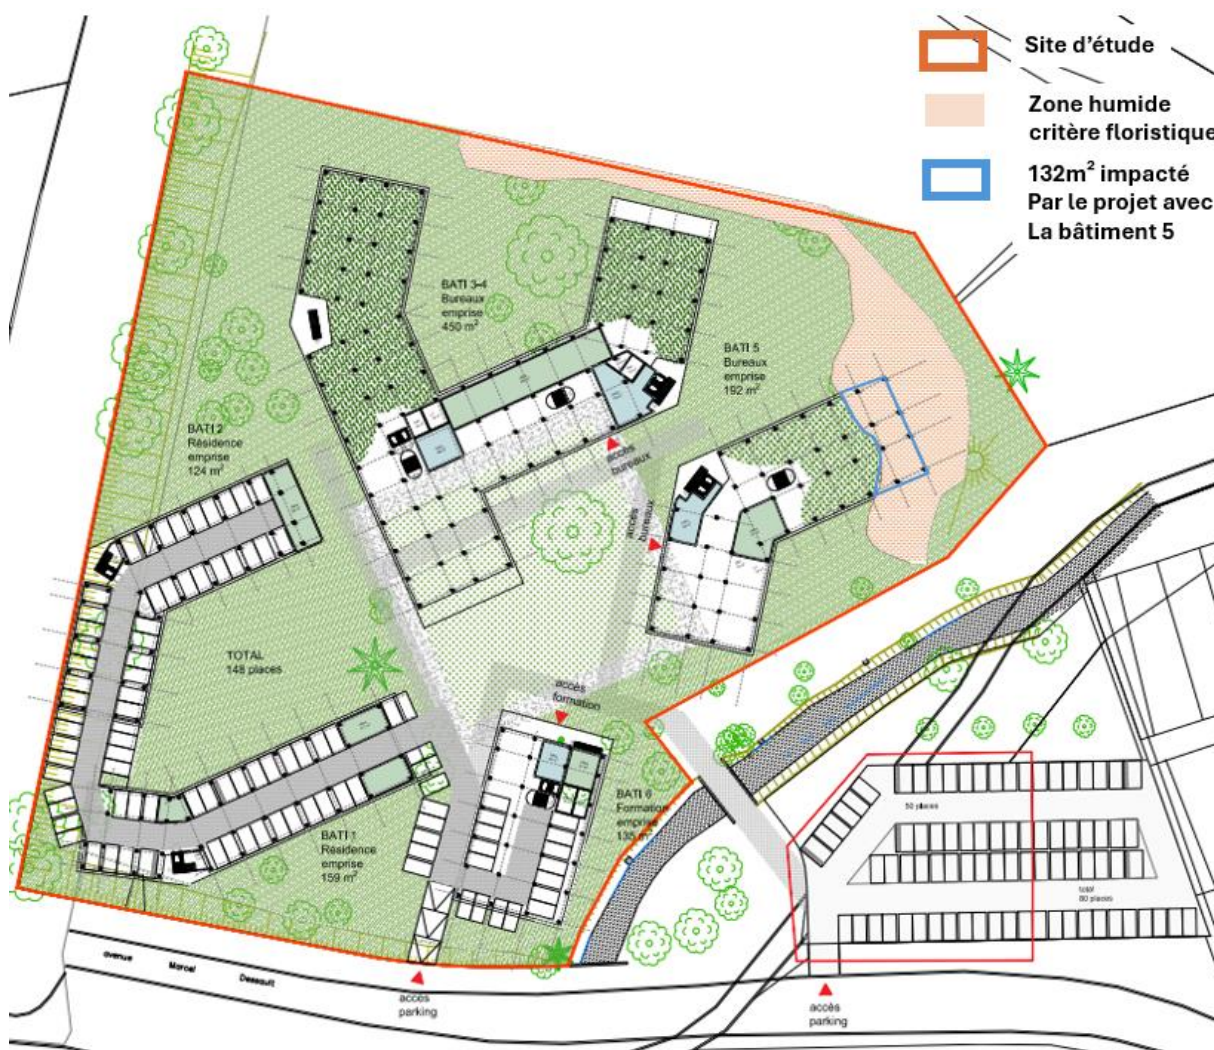 Site d'étude
Zone humide
critère floristique
132m² impacté
Par le projet avec
La bâtiment 5
BATI 3-4
Bureaux
emprise
450 m²
BATI 5
Bureaux
emprise
192 m²
BATI 2
Résidence
emprise
124 m²
accès
bureaux
accès
bureaux
TOTAL
148 places
accès
formation
BATI 6
Formation
emprise
135 m²
BATI 1
Résidence
emprise
159 m²
50 places
total
80 places
avenue Marcel Dassault
accès
parking
accès
parking